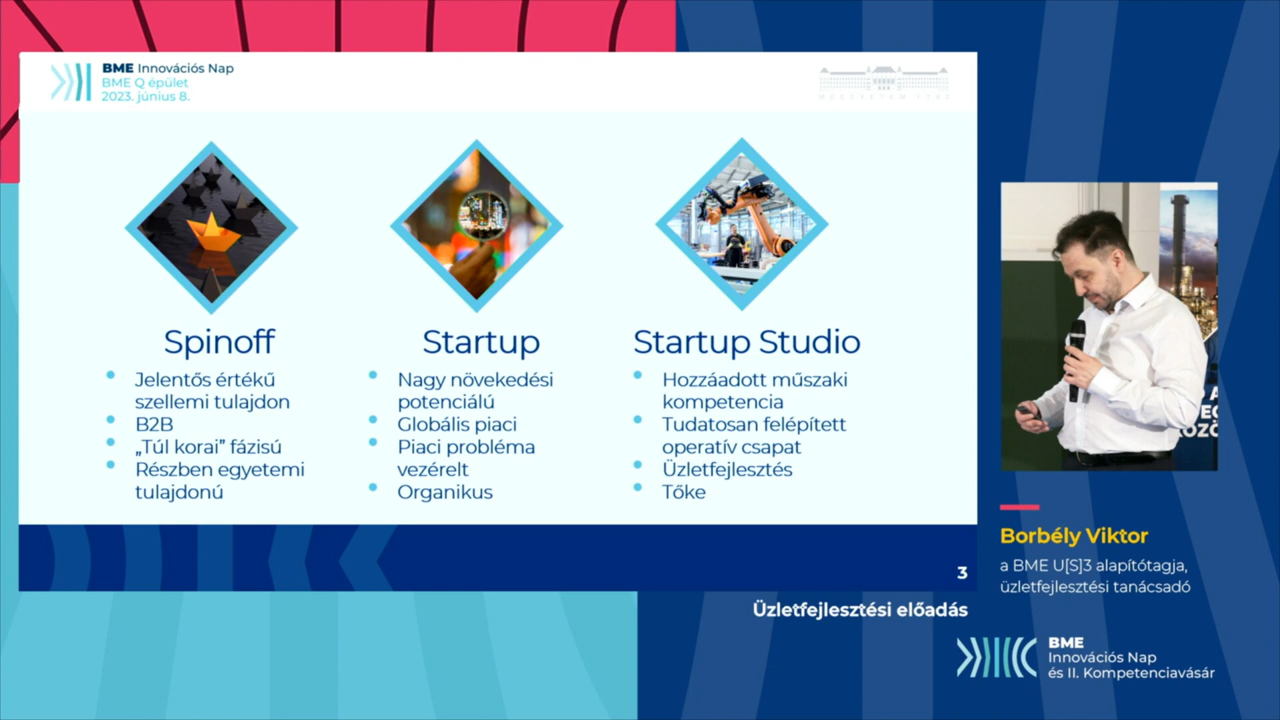 BME Innovációs Nap
BME Q épület
2023. június 8.
Spinoff
Jelentős értékű
szellemi tulajdon
B2B
„Túl korai” fázisú
Részben egyetemi
tulajdonú
Startup
Nagy növekedési
potenciálú
Globális piaci
Piaci probléma
vezérelt
Organikus
Startup Studio
Hozzáadott műszaki
kompetencia
Tudatosan felépített
operatív csapat
Üzletfejlesztés
Tőke
3
Üzletfejlesztési előadás
Borbély Viktor
a BME U[S]3 alapítótagja,
üzletfejlesztési tanácsadó
BME
Innovációs Nap
és II. Kompetenciavásár